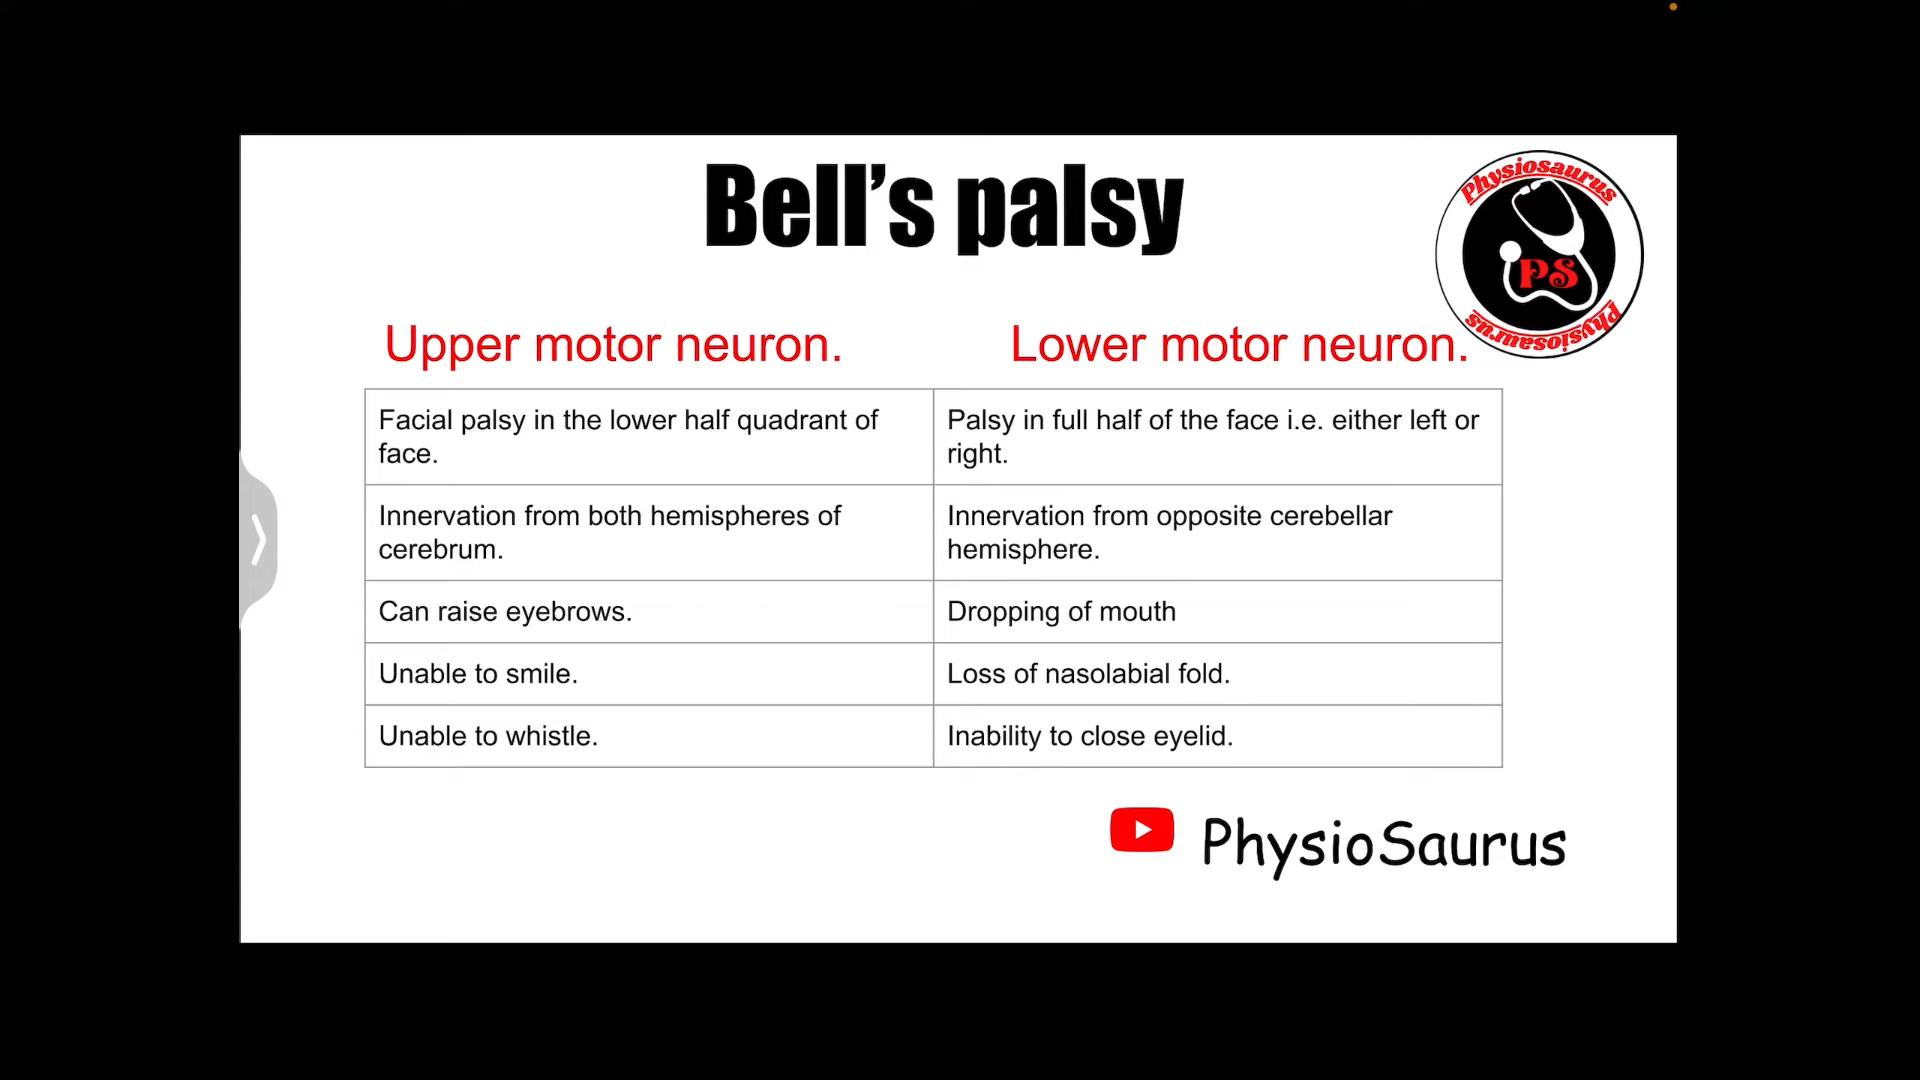 Bell’s palsy
Physiosaurus
PS
Physiosaurus
Upper motor neuron.
Lower motor neuron.
Facial palsy in the lower half quadrant of
face.
Palsy in full half of the face i.e. either left or
right.
Innervation from both hemispheres of
cerebrum.
Innervation from opposite cerebellar
hemisphere.
Can raise eyebrows.
Dropping of mouth
Unable to smile.
Loss of nasolabial fold.
Unable to whistle.
Inability to close eyelid.
PhysioSaurus